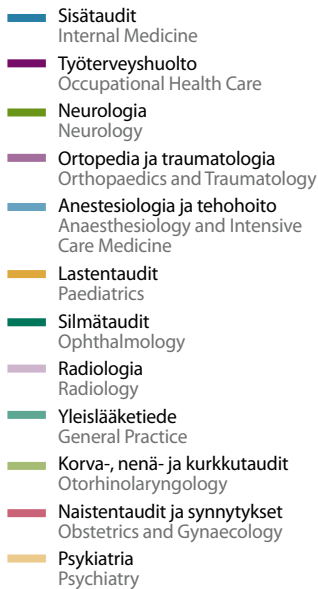 Sisätaudit
Internal Medicine
Työterveyshuolto
Occupational Health Care
Neurologia
Neurology
Ortopedia ja traumatologia
Orthopaedics and Traumatology
Anestesiologia ja tehohoito
Anaesthesiology and Intensive
Care Medicine
Lastentaudit
Paediatrics
Silmätaudit
Ophthalmology
Radiologia
Radiology
Yleislääketiede
General Practice
Korva-, nenä- ja kurkkutaudit
Otorhinolaryngology
Naistentaudit ja synnytykset
Obstetrics and Gynaecology
Psykiatria
Psychiatry